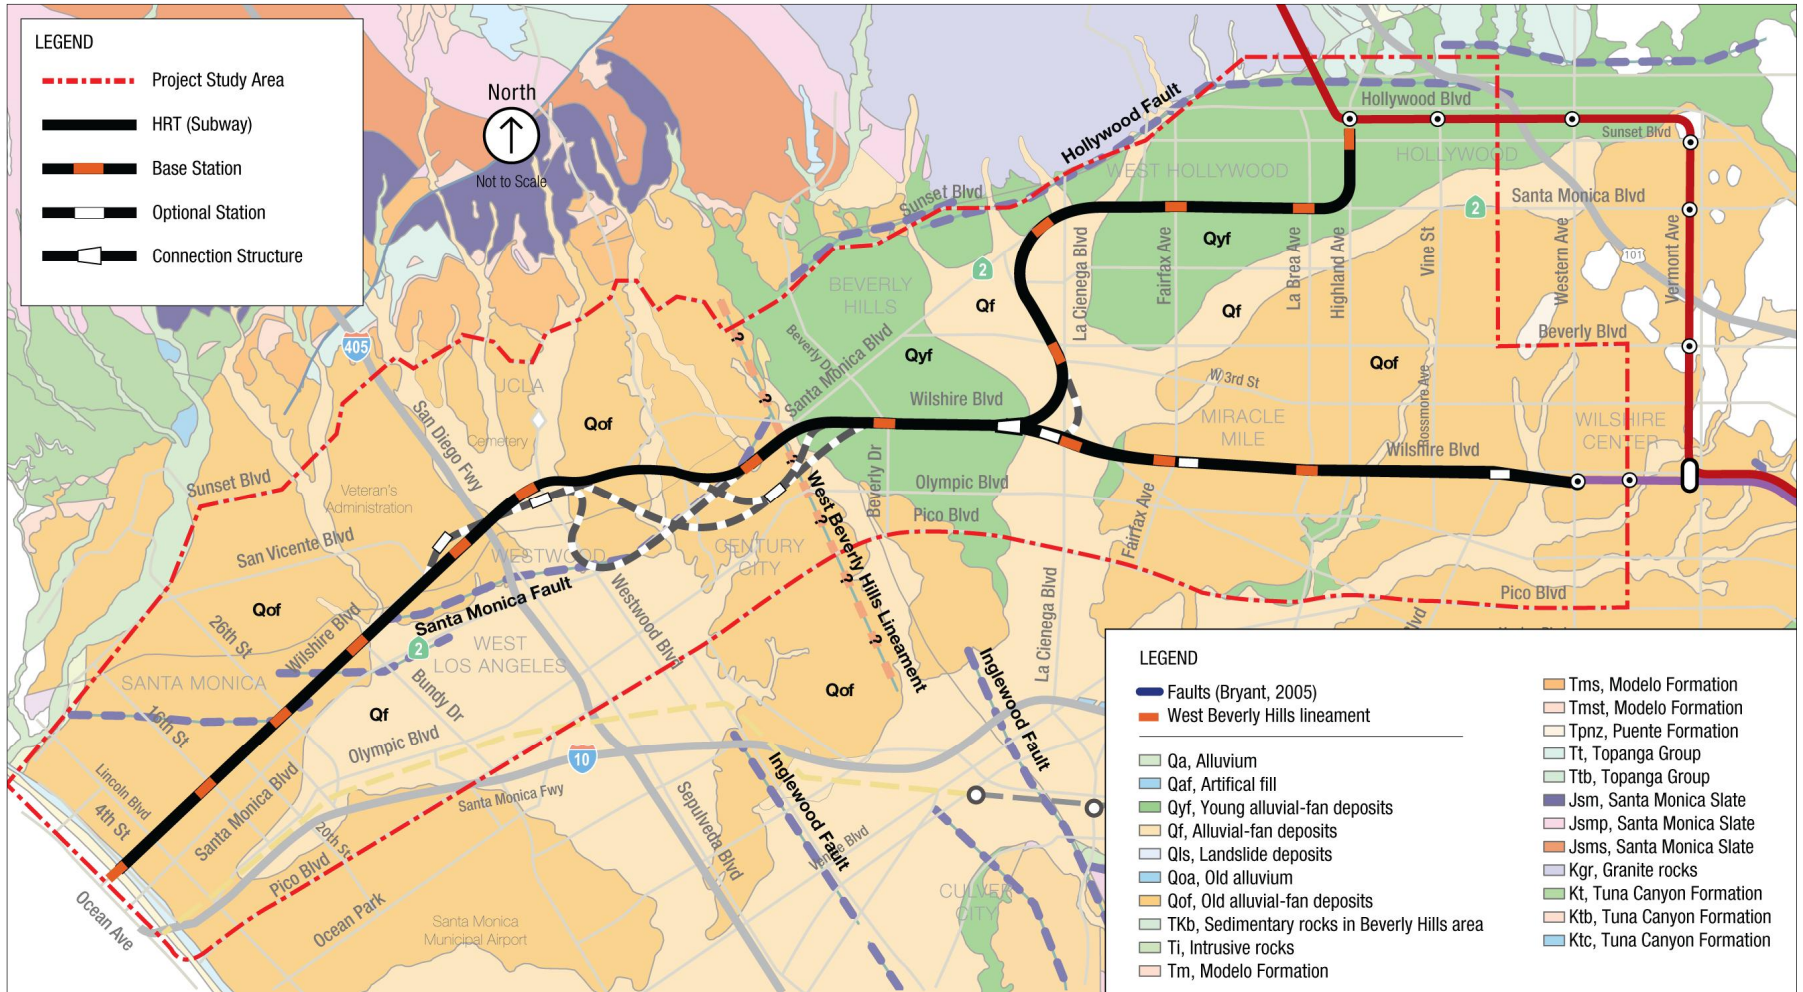 LEGEND
Project Study Area
HRT (Subway)
Base Station
Optional Station
Connection Structure
North
Not to Scale
Hollywood Fault
Hollywood Blvd
Sunset Blvd
WEST HOLLYWOOD
HOLLYWOOD
Santa Monica Blvd
2
Sunset Blvd
Qyf
101
2
BEVERLY
HILLS
Qf
La Cienega Blvd
Fairfax Ave
La Brea Ave
Highland Ave
Vine St
Western Ave
Vermont Ave
Qf
Beverly Blvd
405
?
Beverly Dr
Santa Monica Blvd
Qyf
Qof
W 3rd St
UCLA
?
Wilshire Blvd
MIRACLE
MILE
WILSHIRE
CENTER
San Diego Fwy
Cemetery
Qof
Wilshire Blvd
Sunset Blvd
Veteran's
Administration
?
Beverly Dr
Olympic Blvd
Pico Blvd
Fairfax Ave
San Vicente Blvd
WESTWOOD
CENTURY
CITY
?
West Beverly Hills Lineament
?
?
Santa Monica Fault
Westwood Blvd
La Cienega Blvd
Pico Blvd
Qof
26th St
Wilshire Blvd
2
WEST
LOS ANGELES
Blvd
SANTA MONICA
Bundy Dr
Qof
Inglewood Fault
16th St
Qf
Olympic Blvd
10
Inglewood Fault
Lincoln Blvd
4th St
Santa Monica Blvd
20th St
Santa Monica Fwy
Sepulveda Blvd
Pico Blvd
Ocean Park
Ocean Ave
Santa Monica
Municipal Airport
CULVER
CITY
LEGEND
Faults (Bryant, 2005)
West Beverly Hills lineament
Qa, Alluvium
Qaf, Artifical fill
Qyf, Young alluvial-fan deposits
Qf, Alluvial-fan deposits
Qls, Landslide deposits
Qoa, Old alluvium
Qof, Old alluvial-fan deposits
TKb, Sedimentary rocks in Beverly Hills area
Ti, Intrusive rocks
Tm, Modelo Formation
Tms, Modelo Formation
Tmst, Modelo Formation
Tpnz, Puente Formation
Tt, Topanga Group
Ttb, Topanga Group
Jsm, Santa Monica Slate
Jsmp, Santa Monica Slate
Jsms, Santa Monica Slate
Kgr, Granite rocks
Kt, Tuna Canyon Formation
Ktb, Tuna Canyon Formation
Ktc, Tuna Canyon Formation